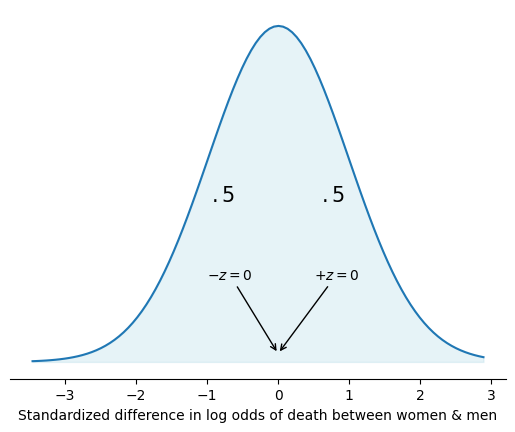 .5 .5
−z = 0 +z = 0
−3 −2 −1 0 1 2 3
Standardized difference in log odds of death between women & men